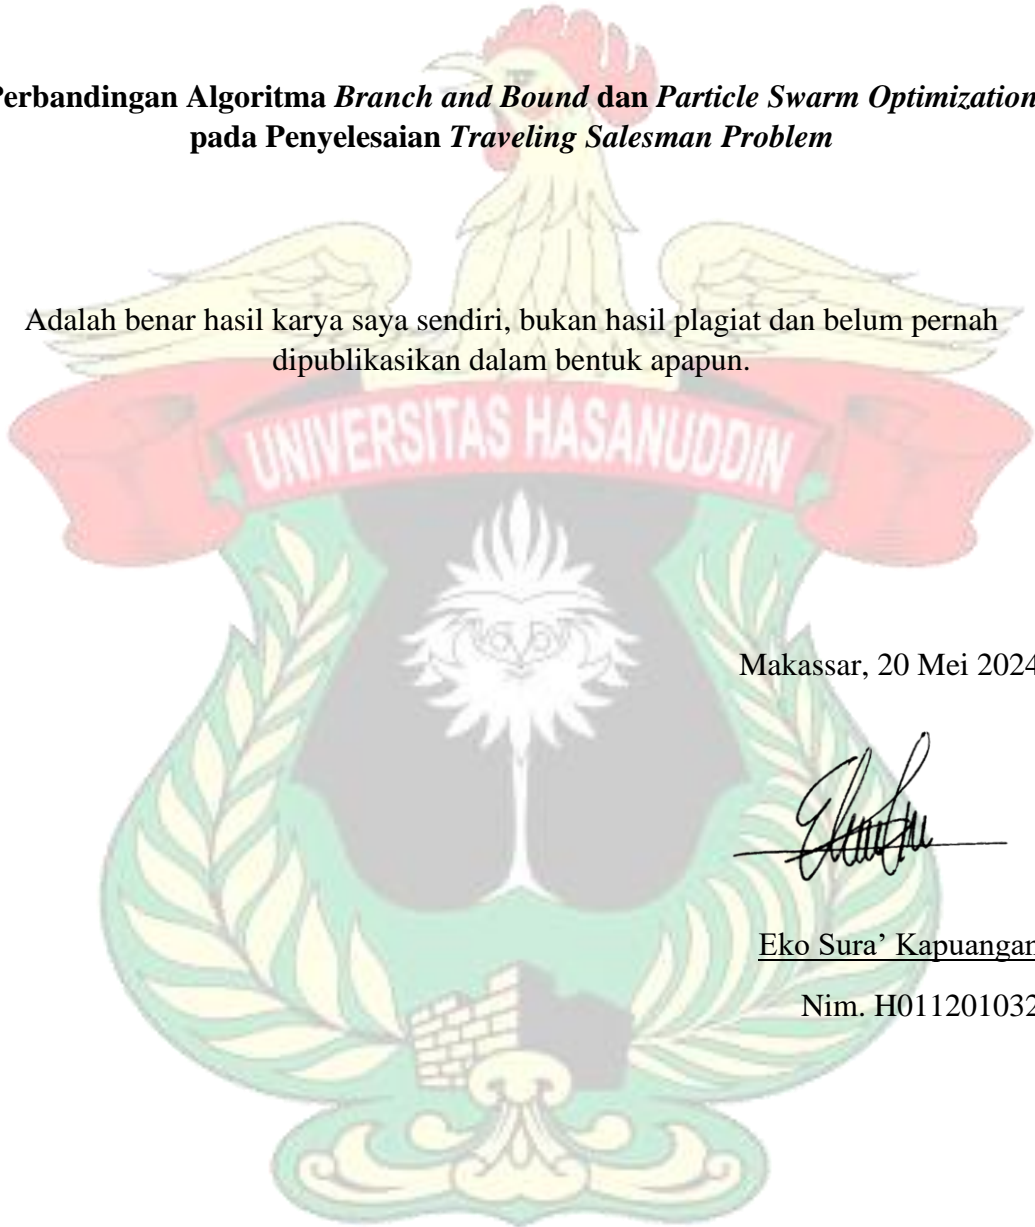 Perbandingan Algoritma Branch and Bound dan Particle Swarm Optimization
pada Penyelesaian Traveling Salesman Problem
Adalah benar hasil karya saya sendiri, bukan hasil plagiat dan belum pernah
dipublikasikan dalam bentuk apapun.
UNIVERSITAS HASANUDDIN
Makassar, 20 Mei 2024
Eko Sura’ Kapuangan
Nim. H011201032